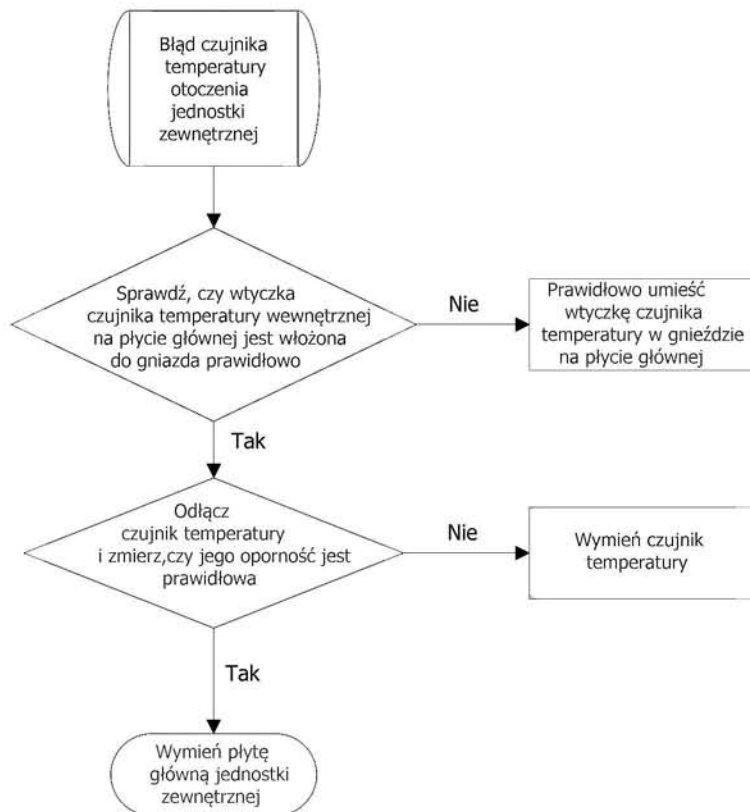 Błąd czujnika
temperatury
otoczenia
jednostki
zewnętrznej
Sprawdź, czy wtyczka
czujnika temperatury wewnętrznej
na płycie głównej jest włożona
do gniazda prawidłowo
Nie
Prawidłowo umieść
wtyczkę czujnika
temperatury w gnieździe
na płycie głównej
Tak
Odłącz
czujnik temperatury
i zmierz,czy jego oporność jest
prawidłowa
Nie
Wymień czujnik
temperatury
Tak
Wymień płytę
główną jednostki
zewnętrznej